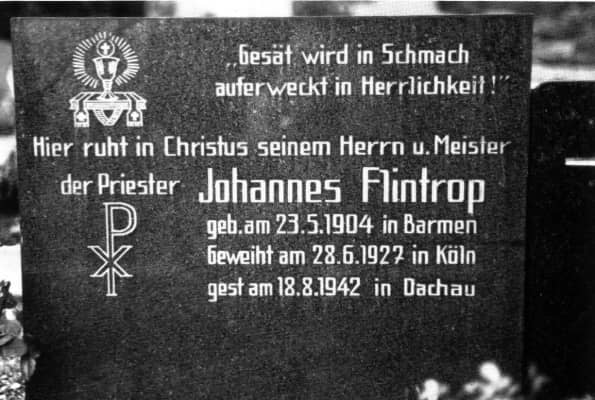 „Gesät wird in Schmach
auferweckt in Herrlichkeit!"
Hier ruht in Christus seinem Herrn u. Meister
der Priester Johannes Flintrop
geb. am 23.5.1904 in Barmen
Geweiht am 28.6.1927 in Köln
gest am 18.8.1942 in Dachau